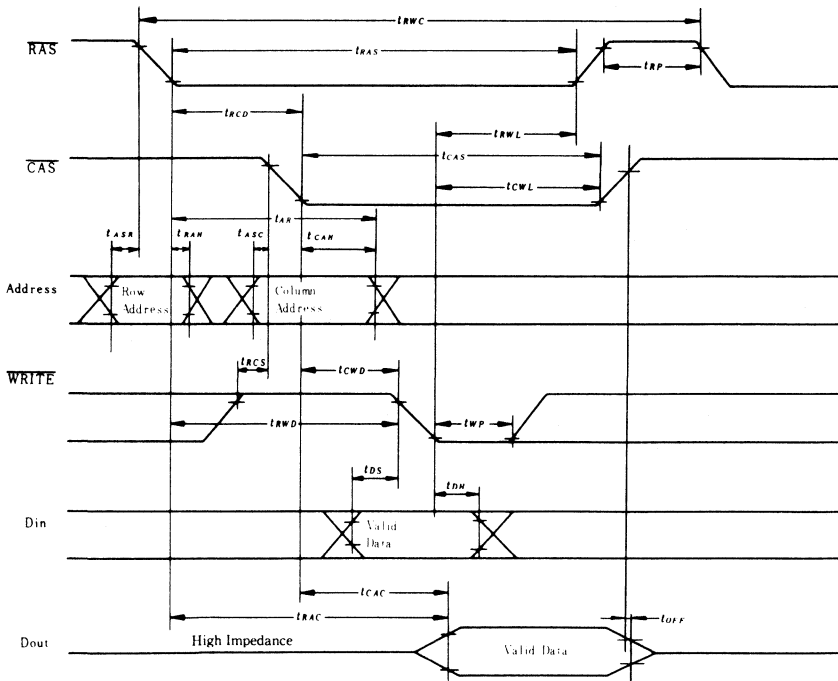 tRWC
RAS
tRAS
tRP
tRCD
tRWL
CAS
tCAS
tCWL
tAR
tASR
tRAH
tASC
tCAH
Address
Row
Address
Column
Address
tRCS
tCWD
WRITE
tRWD
tWP
tDS
tDH
Din
Valid
Data
tCAC
tRAC
tOFF
Dout
High Impedance
Valid Data